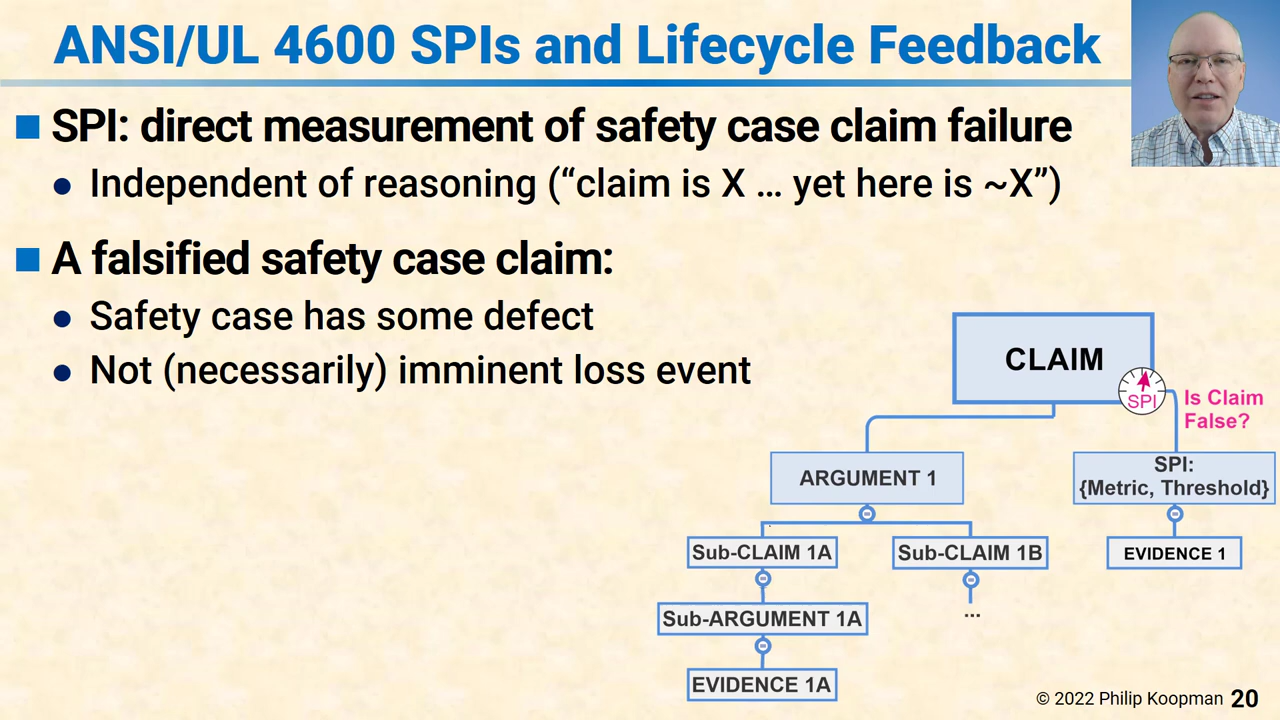 ANSI/UL 4600 SPIs and Lifecycle Feedback
SPI: direct measurement of safety case claim failure
Independent of reasoning (“claim is X ... yet here is ~X”)
A falsified safety case claim:
Safety case has some defect
Not (necessarily) imminent loss event
CLAIM
SPI
Is Claim
False?
ARGUMENT 1
SPI:
{Metric, Threshold}
Sub-CLAIM 1A
Sub-CLAIM 1B
EVIDENCE 1
Sub-ARGUMENT 1A
...
EVIDENCE 1A
© 2022 Philip Koopman 20